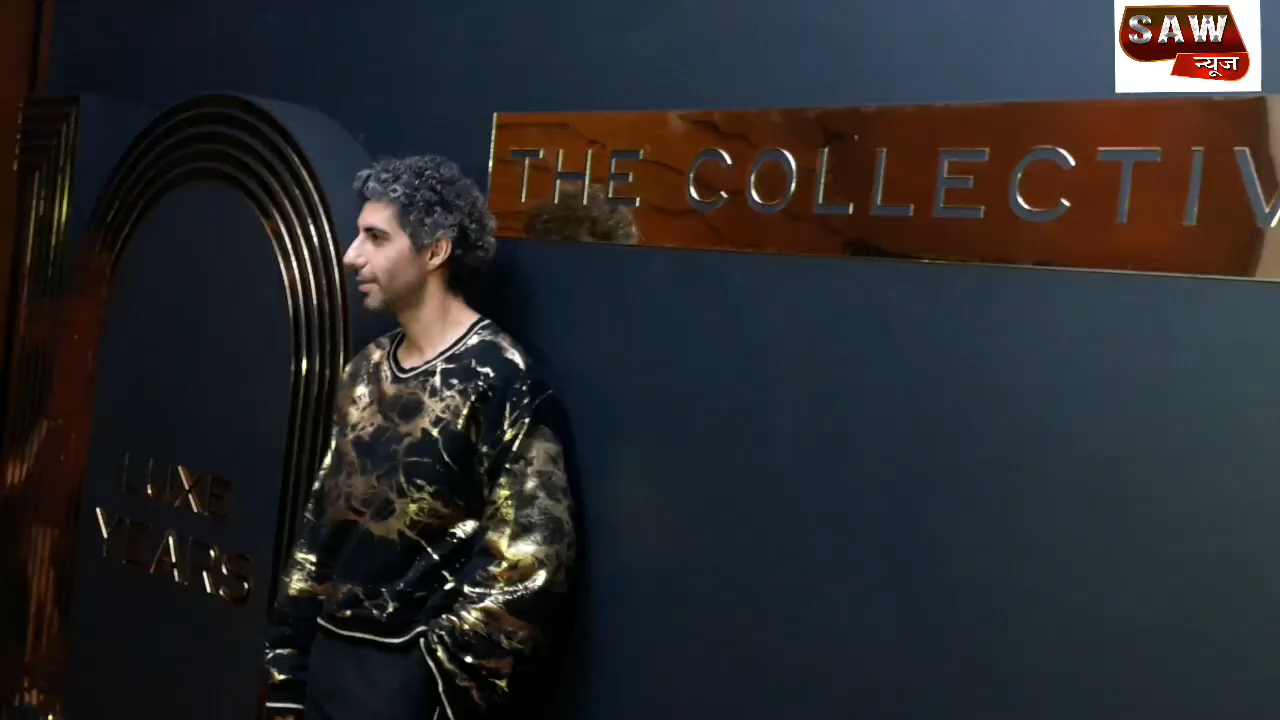 SAW
न्यूज
THE COLLECTIV
LUXE
YEARS